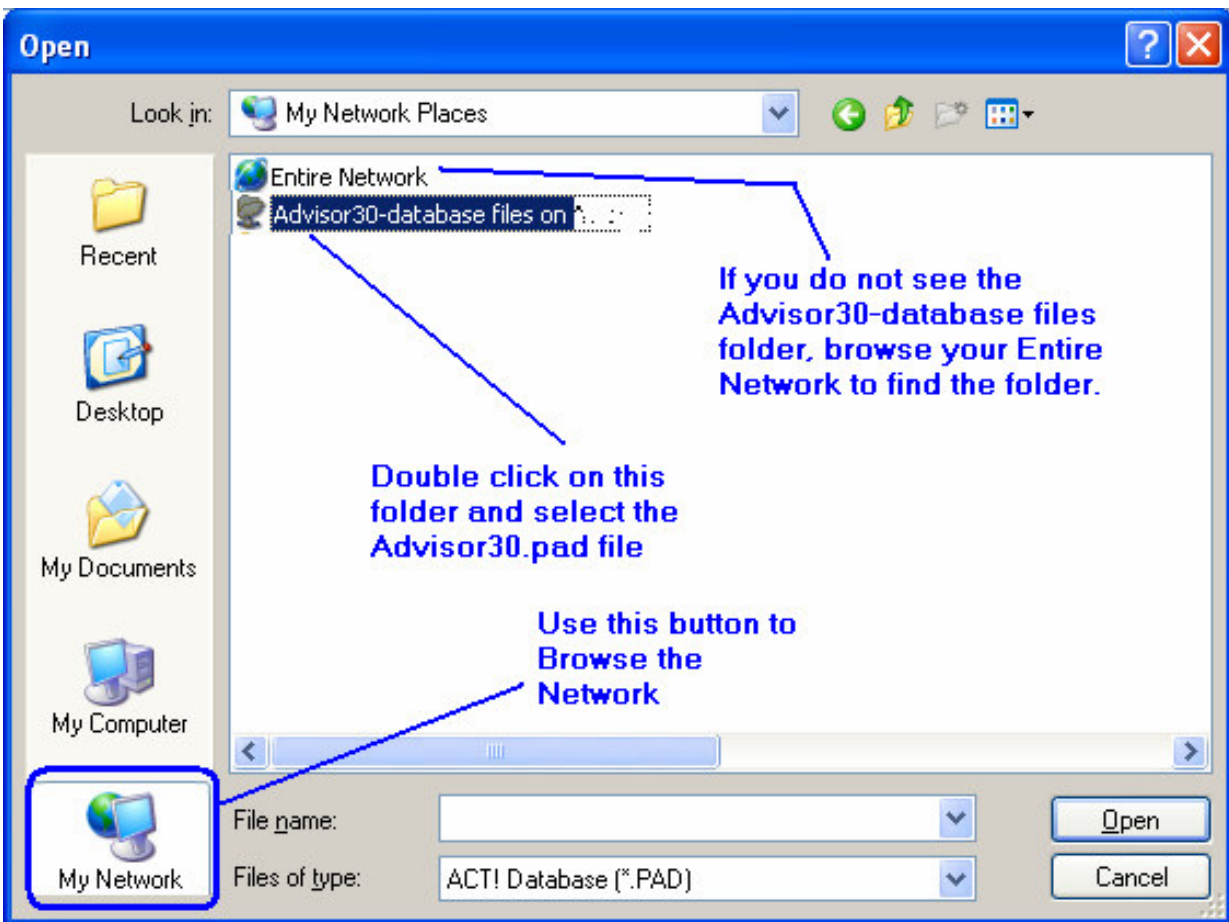 Open
Look in:
My Network Places
Entire Network
Advisor30-database files on
Recent
Desktop
My Documents
My Computer
My Network
If you do not see the
Advisor30-database files
folder, browse your Entire
Network to find the folder.
Double click on this
folder and select the
Advisor30.pad file
Use this button to
Browse the
Network
File name:
Open
Files of type:
ACT! Database (*.PAD)
Cancel